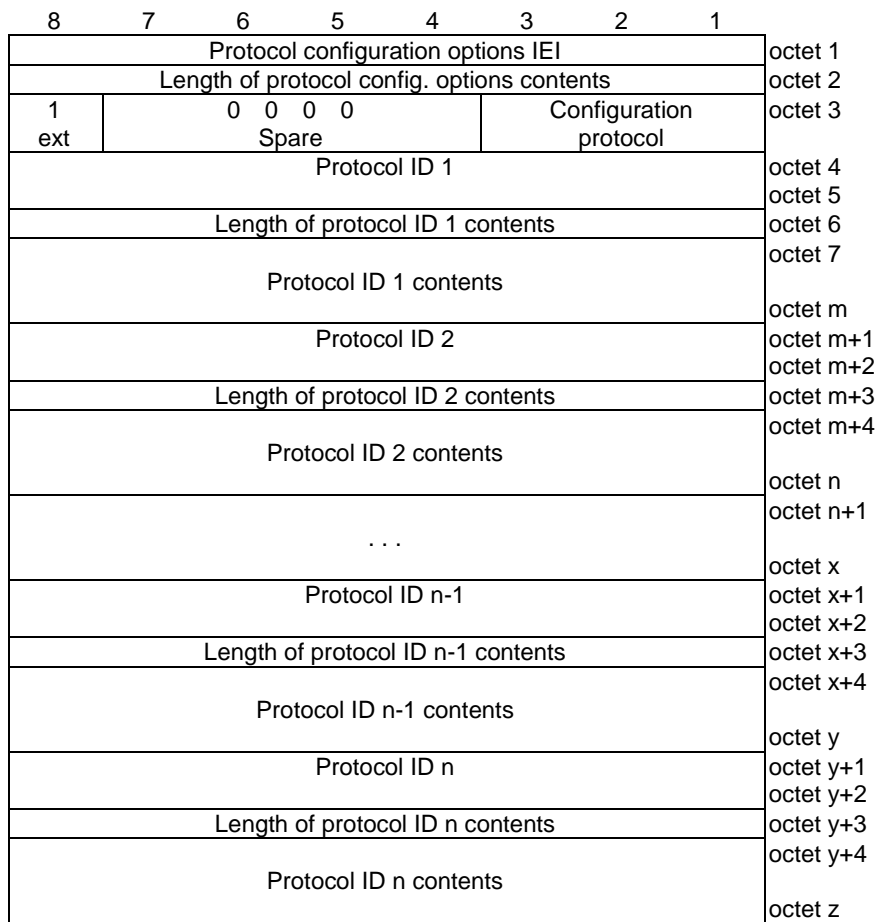 8 7 6 5 4 3 2 1
Protocol configuration options IEI octet 1
Length of protocol config. options contents octet 2
1 0 0 0 0 Configuration octet 3
ext Spare protocol
Protocol ID 1 octet 4
octet 5
Length of protocol ID 1 contents octet 6
octet 7
Protocol ID 1 contents
octet m
Protocol ID 2 octet m+1
octet m+2
Length of protocol ID 2 contents octet m+3
octet m+4
Protocol ID 2 contents
octet n
octet n+1
. . .
octet x
Protocol ID n-1 octet x+1
octet x+2
Length of protocol ID n-1 contents octet x+3
octet x+4
Protocol ID n-1 contents
octet y
Protocol ID n octet y+1
octet y+2
Length of protocol ID n contents octet y+3
octet y+4
Protocol ID n contents
octet z